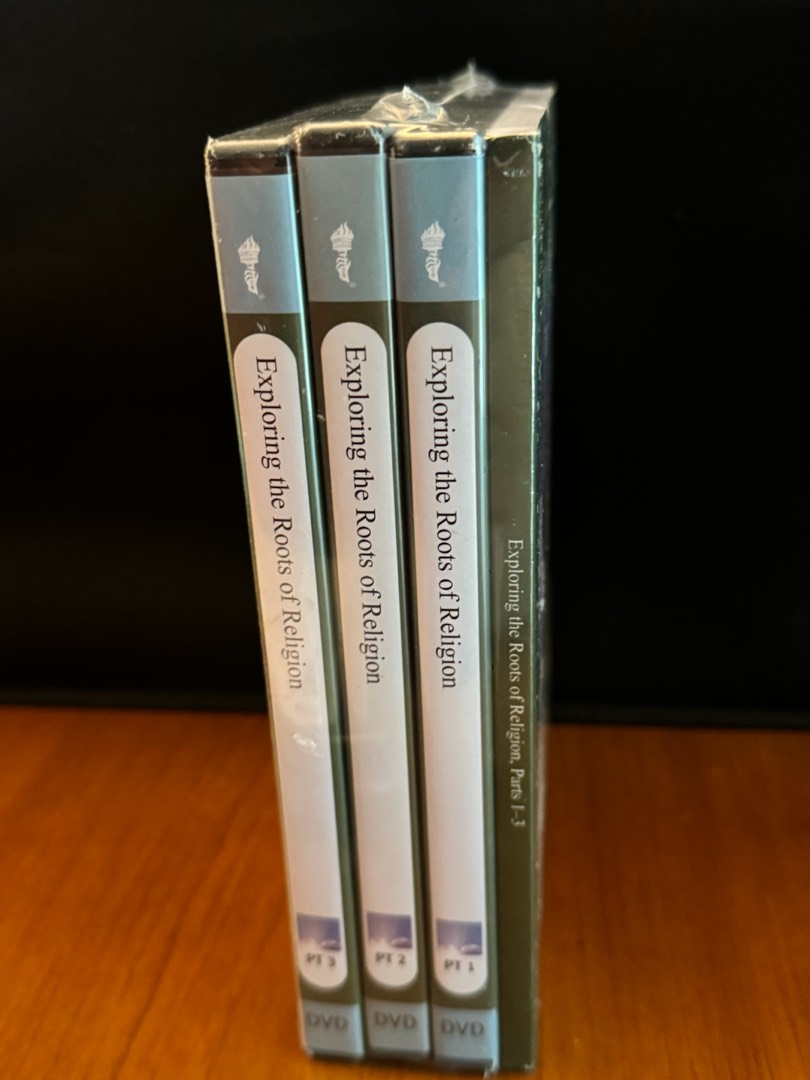 Exploring the Roots of Religion
PT 3
DVD
Exploring the Roots of Religion
PT 2
DVD
Exploring the Roots of Religion
PT 1
DVD
Exploring the Roots of Religion, Parts 1–3